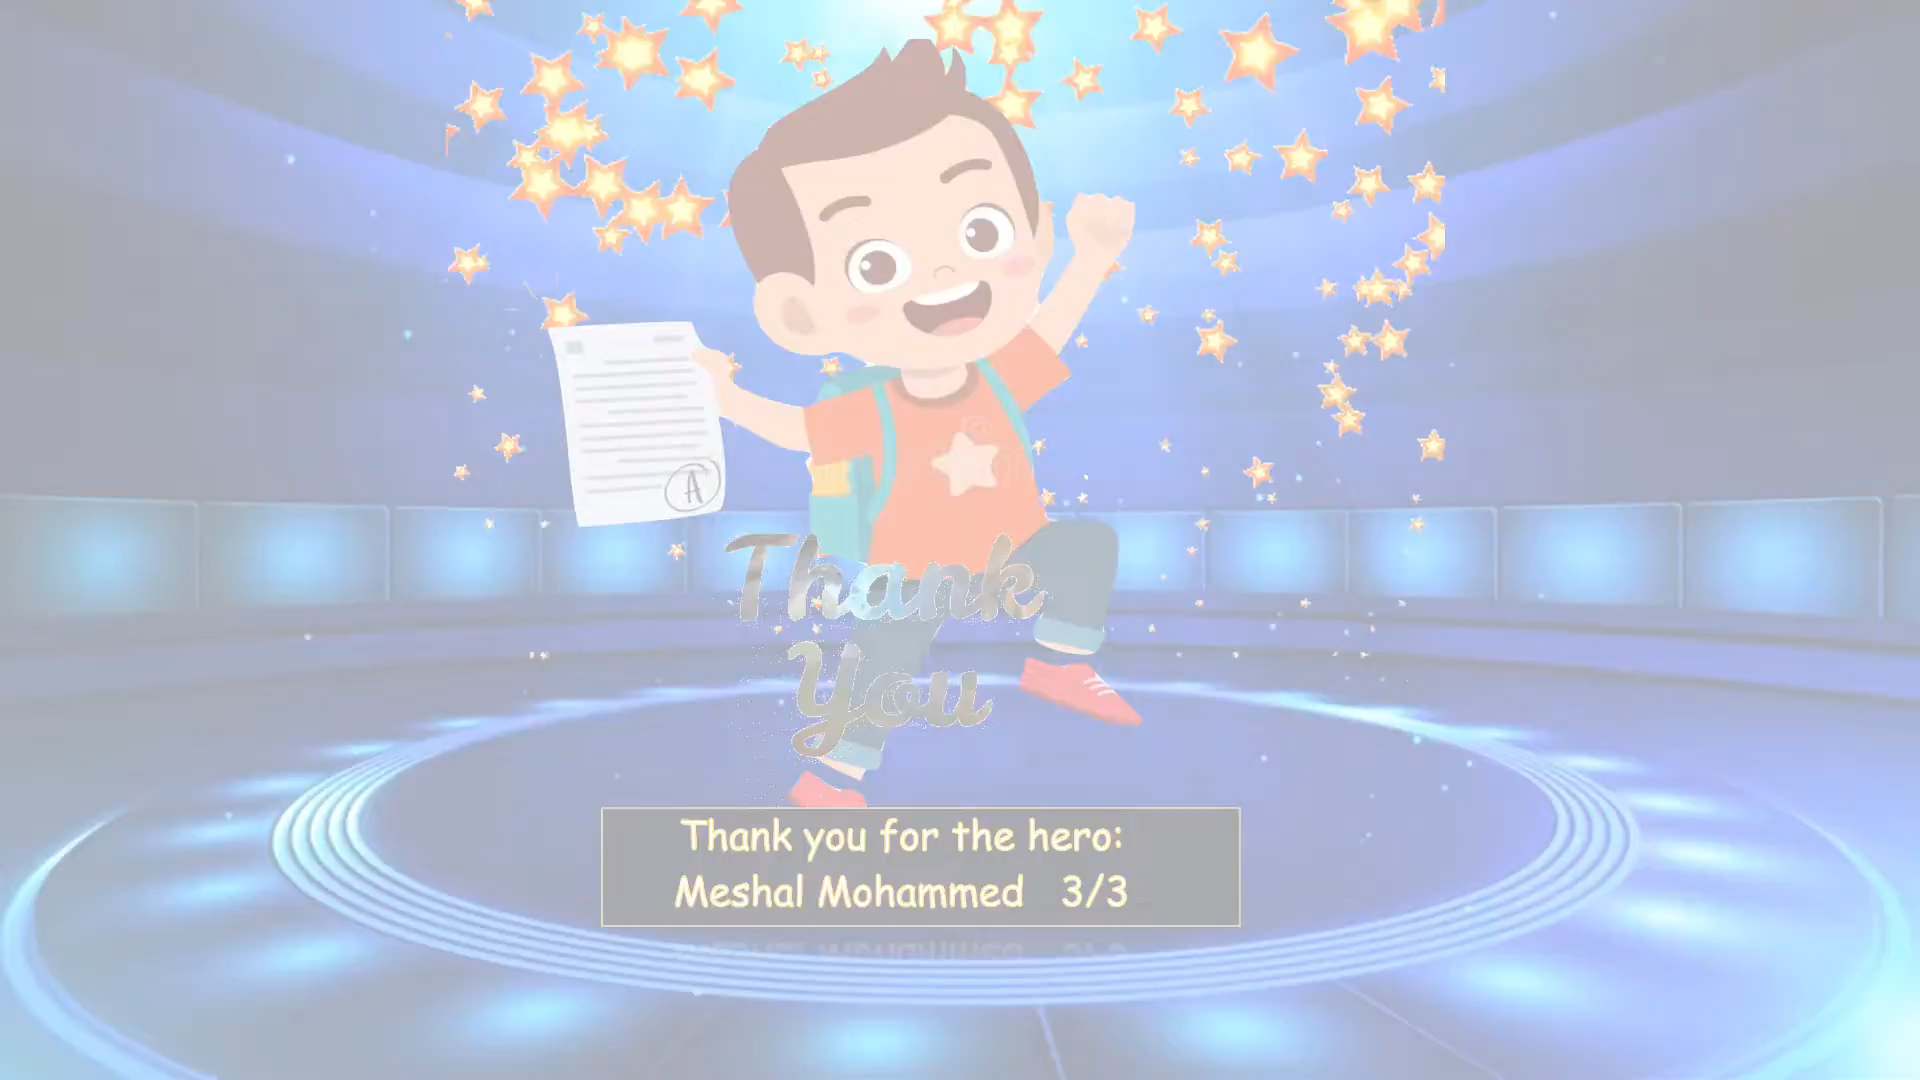 A
Thank
You
Thank you for the hero:
Meshal Mohammed 3/3